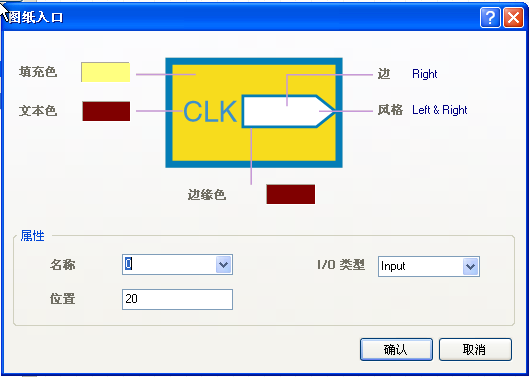 图纸入口
填充色
边 Right
文本色
CLK
风格 Left & Right
边缘色
属性
名称 0
I/O 类型 Input
位置 20
确认
取消